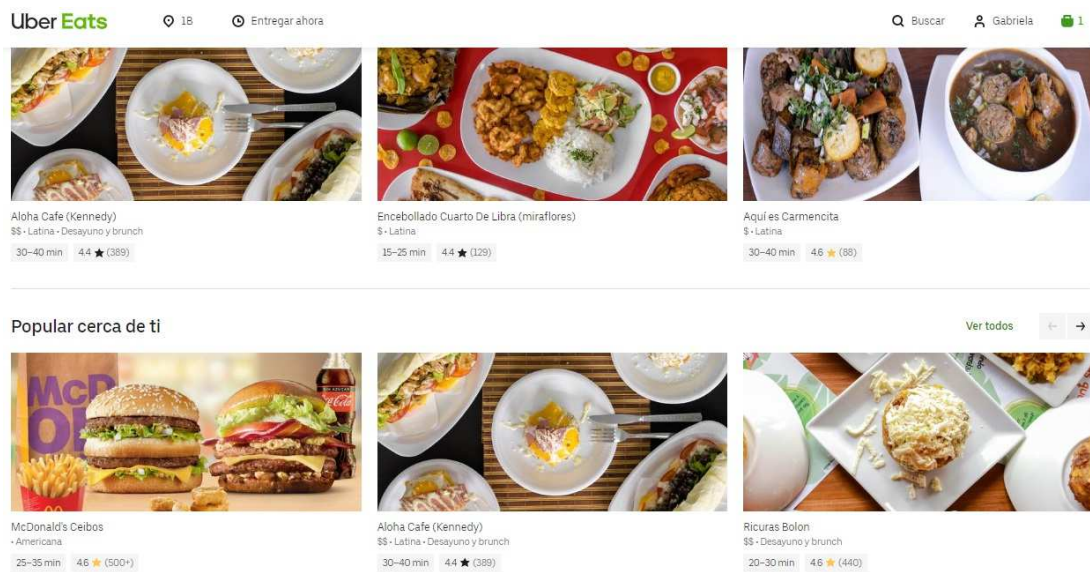 Uber Eats
1B
Entregar ahora
Buscar
Gabriela
1
Aloha Cafe (Kennedy)
$$ • Latina • Desayuno y brunch
30–40 min 4.4 ★ (389)
Encebollado Cuarto De Libra (miraflores)
$ • Latina
15–25 min 4.4 ★ (129)
Aquí es Carmencita
$ • Latina
30–40 min 4.6 ★ (88)
Popular cerca de ti
Ver todos
McD
Coca-Cola
McDonald's Ceibos
• Americana
25–35 min 4.6 ★ (500+)
Aloha Cafe (Kennedy)
$$ • Latina • Desayuno y brunch
30–40 min 4.4 ★ (389)
Ricuras Bolon
$$ • Desayuno y brunch
20–30 min 4.6 ★ (440)